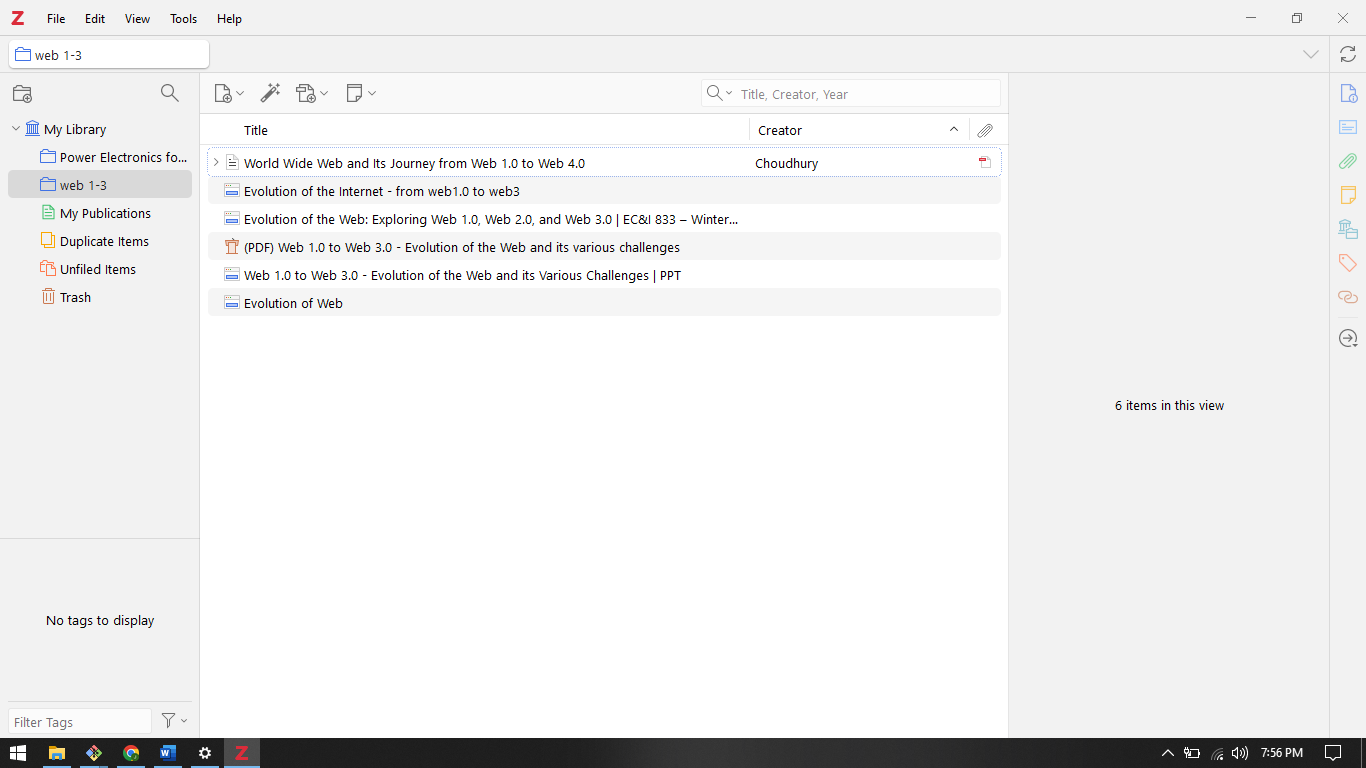 Z File Edit View Tools Help
web 1-3
Title, Creator, Year
My Library
Power Electronics fo...
web 1-3
My Publications
Duplicate Items
Unfiled Items
Trash
No tags to display
Filter Tags
Title Creator
World Wide Web and Its Journey from Web 1.0 to Web 4.0 Choudhury
Evolution of the Internet - from web1.0 to web3
Evolution of the Web: Exploring Web 1.0, Web 2.0, and Web 3.0 | EC&I 833 – Winter...
(PDF) Web 1.0 to Web 3.0 - Evolution of the Web and its various challenges
Web 1.0 to Web 3.0 - Evolution of the Web and its Various Challenges | PPT
Evolution of Web
6 items in this view
W Z 7:56 PM